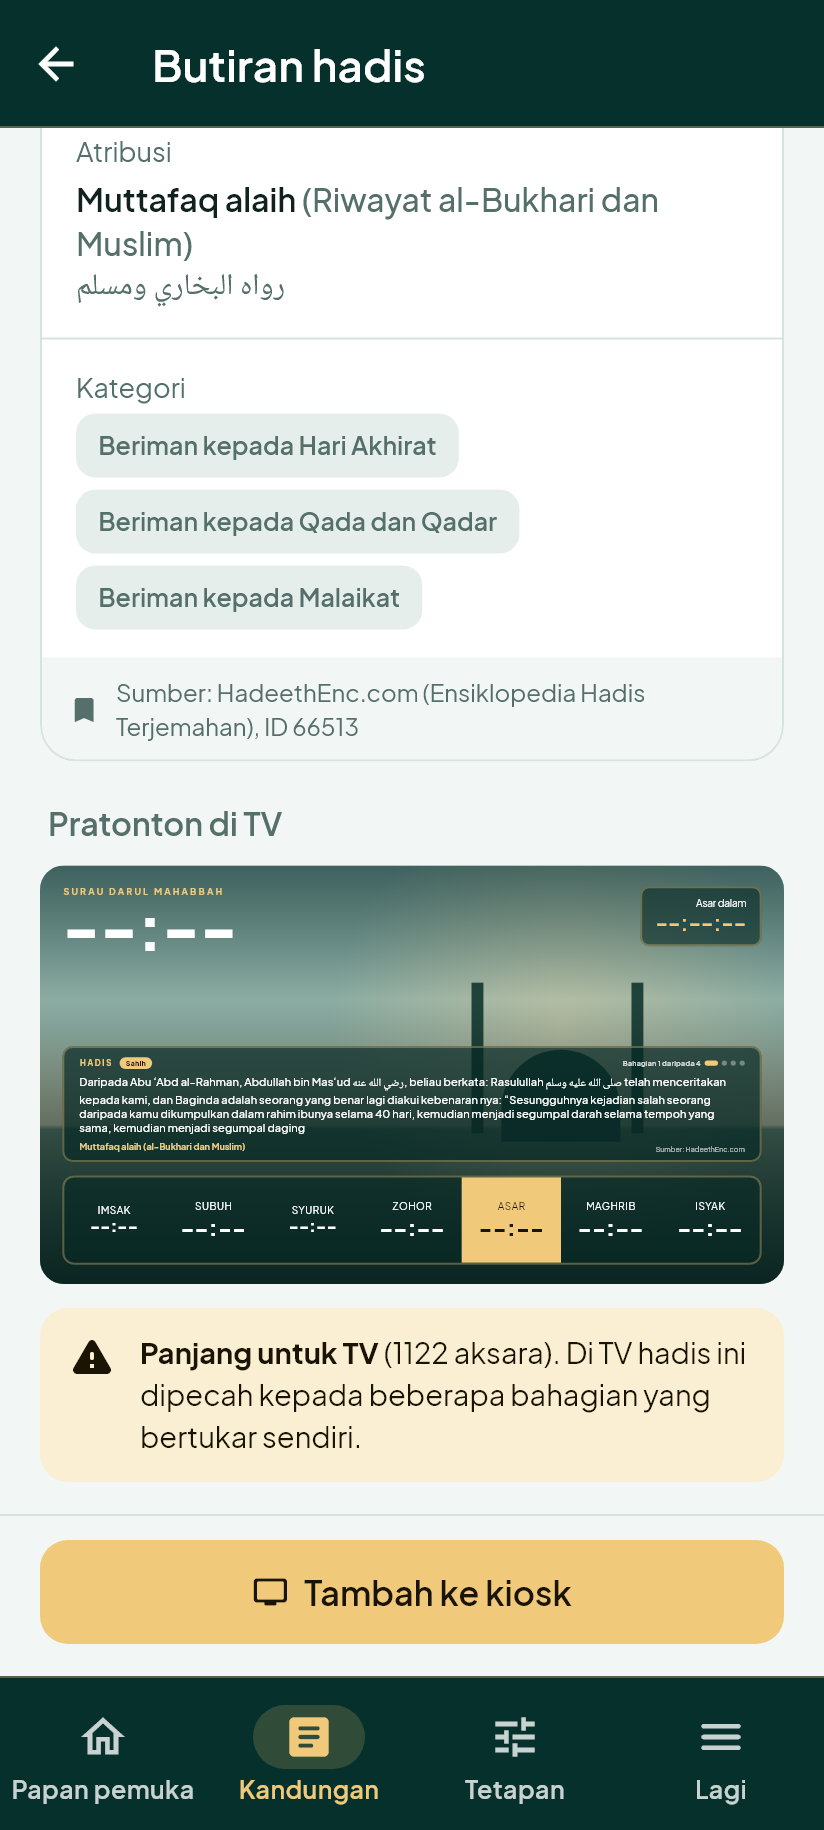 Butiran hadis
Atribusi
Muttafaq alaih (Riwayat al-Bukhari dan
Muslim)
رواه البخاري ومسلم
Kategori
Beriman kepada Hari Akhirat
Beriman kepada Qada dan Qadar
Beriman kepada Malaikat
Sumber: HadeethEnc.com (Ensiklopedia Hadis
Terjemahan), ID 66513
Pratonton di TV
SURAU DARUL MAHABBAH
--:--
Asar dalam
--:--:--
HADIS Sahih
Bahagian 1 daripada 4
Daripada Abu ‘Abd al-Rahman, Abdullah bin Mas‘ud رضي الله عنه, beliau berkata: Rasulullah صلى الله عليه وسلم telah menceritakan
kepada kami, dan Baginda adalah seorang yang benar lagi diakui kebenarannya: "Sesungguhnya kejadian salah seorang
daripada kamu dikumpulkan dalam rahim ibunya selama 40 hari, kemudian menjadi segumpal darah selama tempoh yang
sama, kemudian menjadi segumpal daging
Muttafaq alaih (al-Bukhari dan Muslim)
Sumber: HadeethEnc.com
IMSAK SUBUH SYURUK ZOHOR ASAR MAGHRIB ISYAK
--:-- --:-- --:-- --:-- --:-- --:-- --:--
Panjang untuk TV (1122 aksara). Di TV hadis ini
dipecah kepada beberapa bahagian yang
bertukar sendiri.
Tambah ke kiosk
Papan pemuka Kandungan Tetapan Lagi